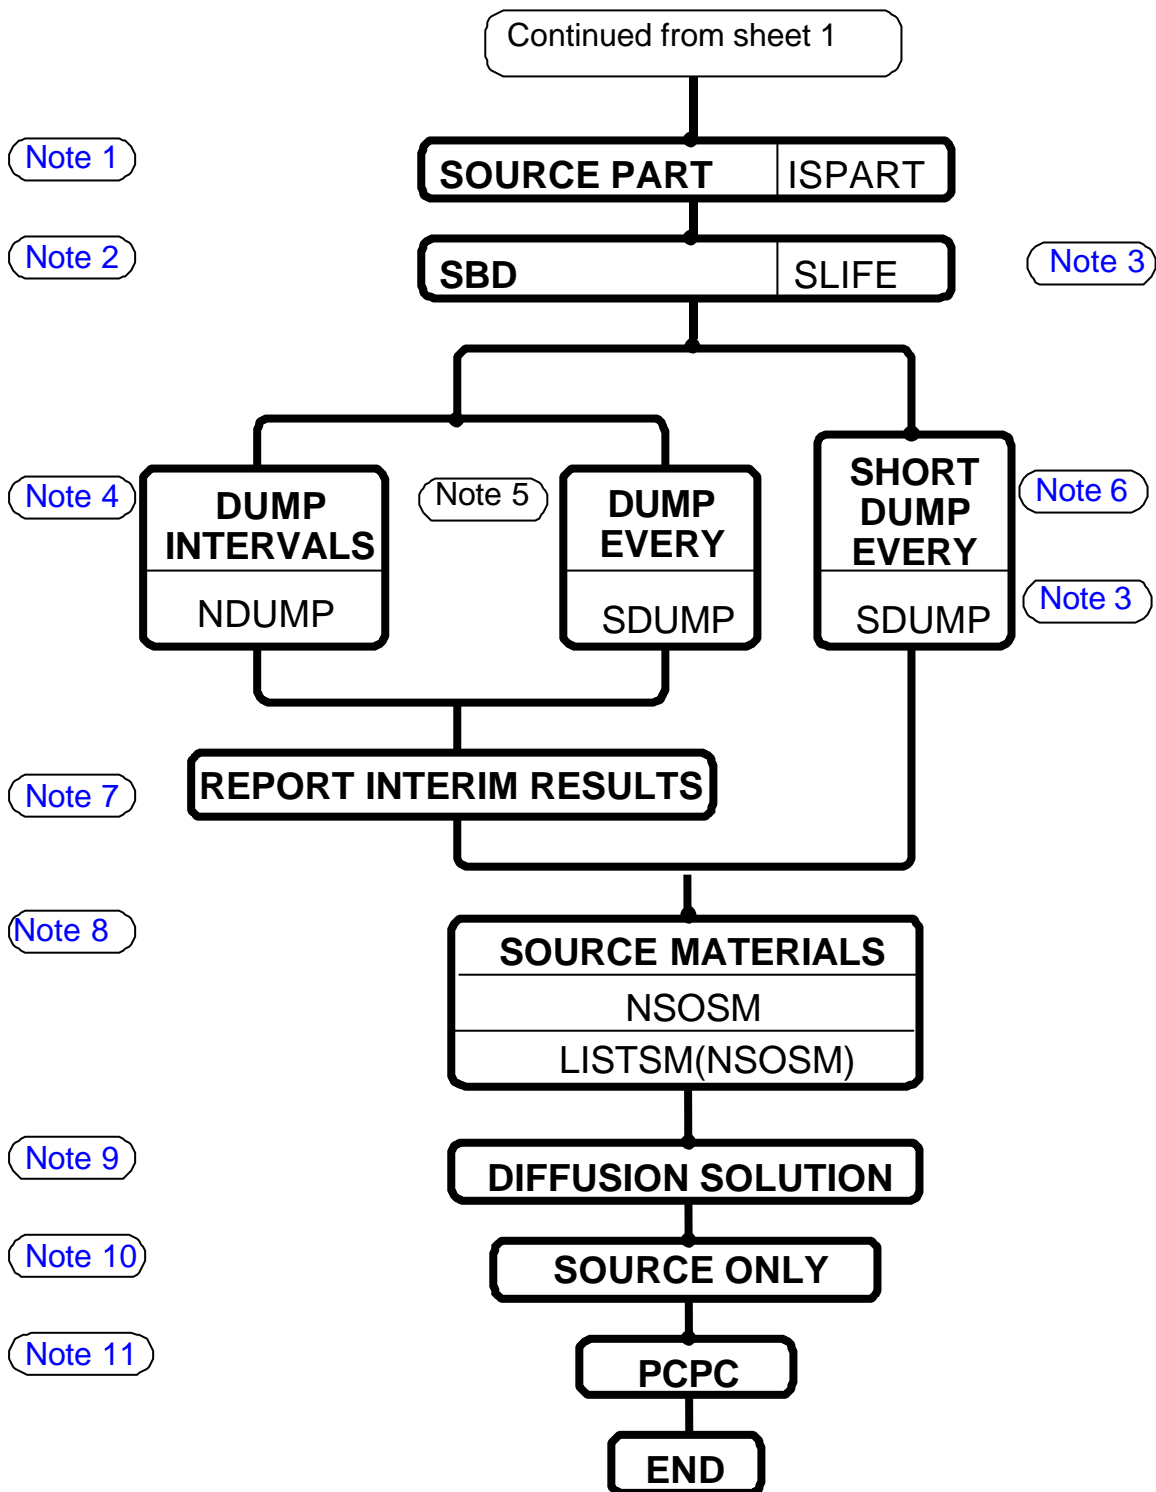 Continued from sheet 1
Note 1
SOURCE PART ISPART
Note 2
SBD SLIFE
Note 3
Note 4
DUMP
INTERVALS
NDUMP
Note 5
DUMP
EVERY
SDUMP
SHORT
DUMP
EVERY
SDUMP
Note 6
Note 3
Note 7
REPORT INTERIM RESULTS
Note 8
SOURCE MATERIALS
NSOSM
LISTSM(NSOSM)
Note 9
DIFFUSION SOLUTION
Note 10
SOURCE ONLY
Note 11
PCPC
END